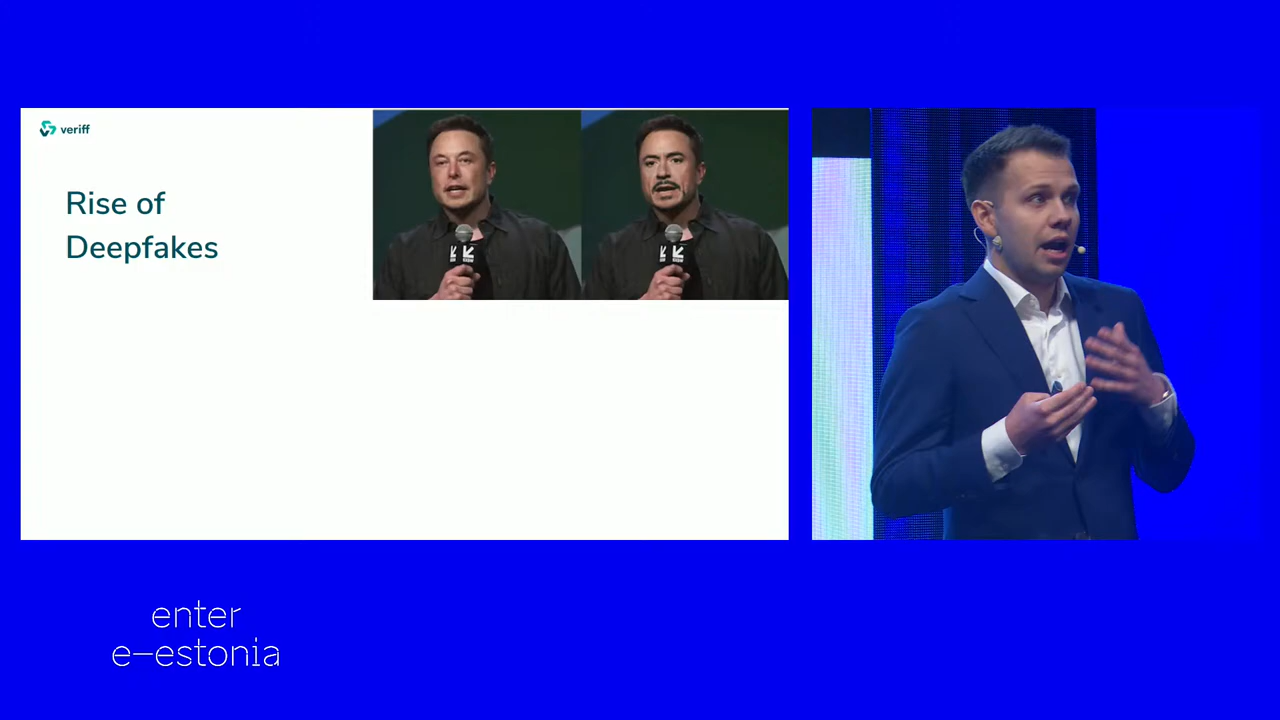 veriff
Rise of
Deepfakes
enter
e-estonia